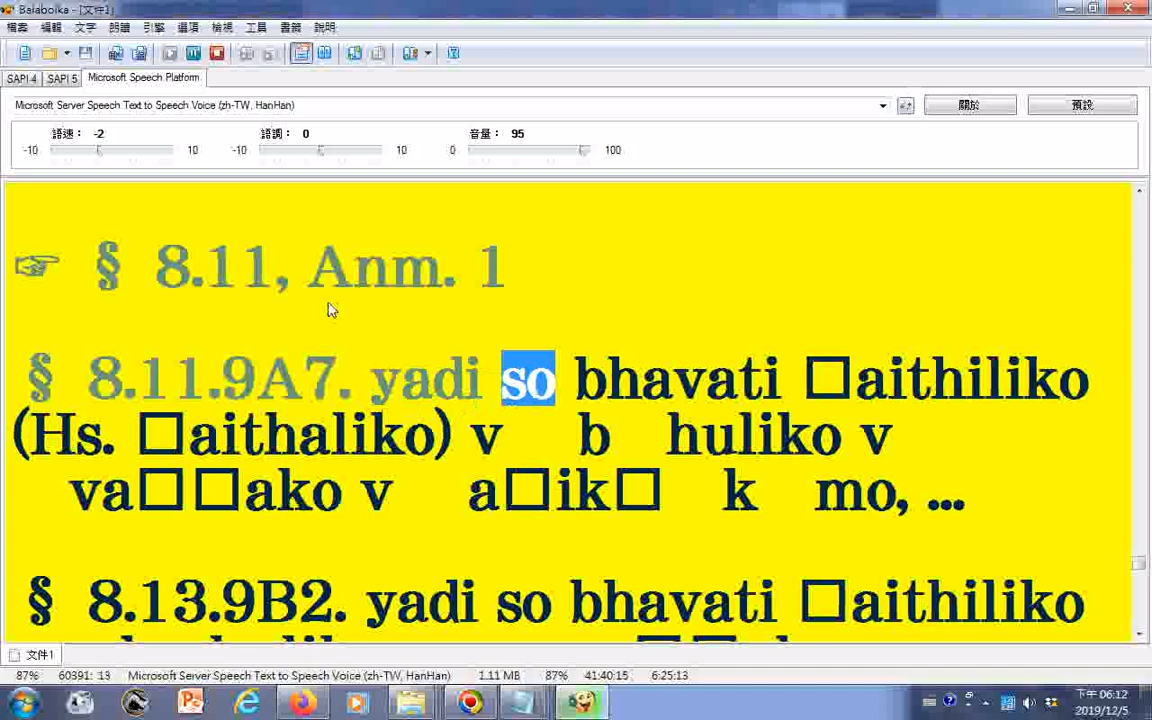 Balabolka - [文件1]
檔案 編輯 文字 朗讀 引擎 選項 檢視 工具 書籤 說明
SAPI 4 SAPI 5 Microsoft Speech Platform
Microsoft Server Speech Text to Speech Voice (zh-TW, HanHan) 關於 預設
語速： -2 語調： 0 音量： 95
-10 10 -10 10 0 100
☞ § 8.11, Anm. 1
§ 8.11.9A7. yadi so bhavati □aithiliko
(Hs. □aithaliko) v b huliko v
va□□ako v a□ik□ k mo, ...
§ 8.13.9B2. yadi so bhavati □aithiliko
文件1
87% 60391: 13 Microsoft Server Speech Text to Speech Voice (zh-TW, HanHan) 1.11 MB 87% 41:40:15 6:25:13
下午 06:12
2019/12/5